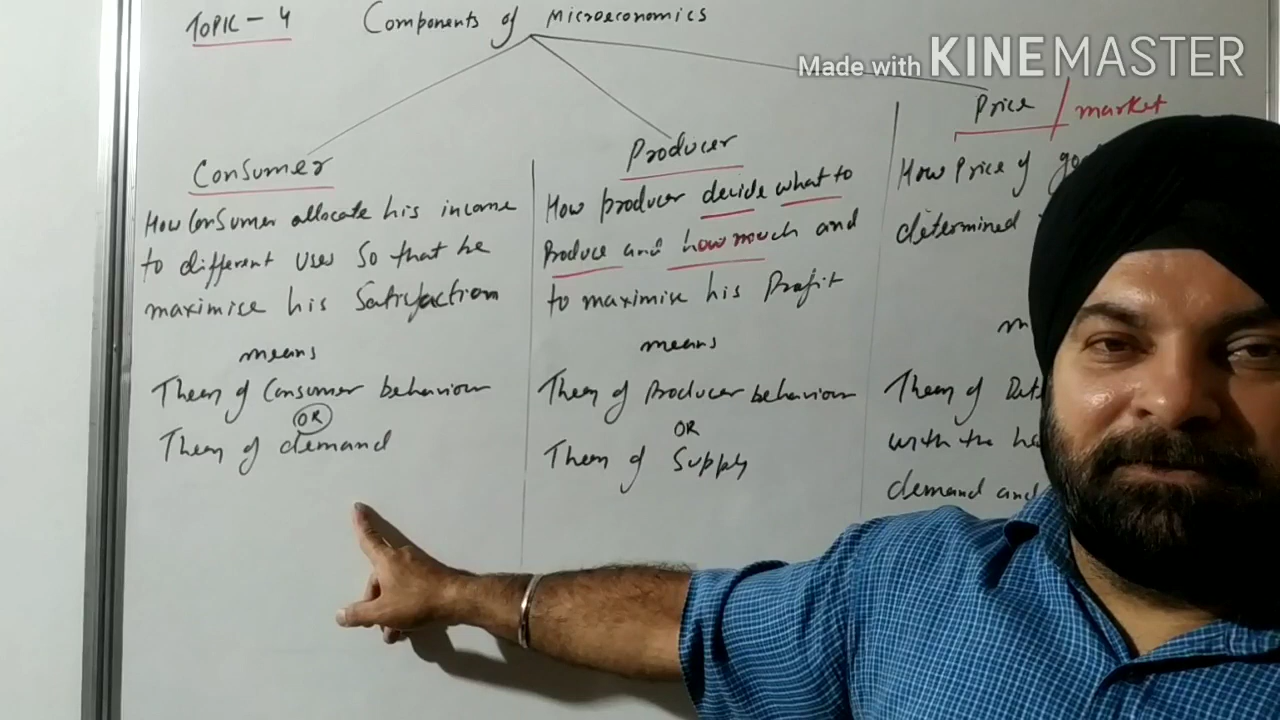 TOPIC - 4
Components of Microeconomics
Made with KINEMASTER
Consumer
How Consumer allocate his income
to different uses so that he
maximise his Satisfaction
means
Theory of Consumer behaviour
OR
Theory of demand
Producer
How producer decide what to
Produce and how much and
to maximise his Profit
means
Theory of Producer behaviour
OR
Theory of Supply
Price / market
How Price of
determined
Theory of
with the
demand and